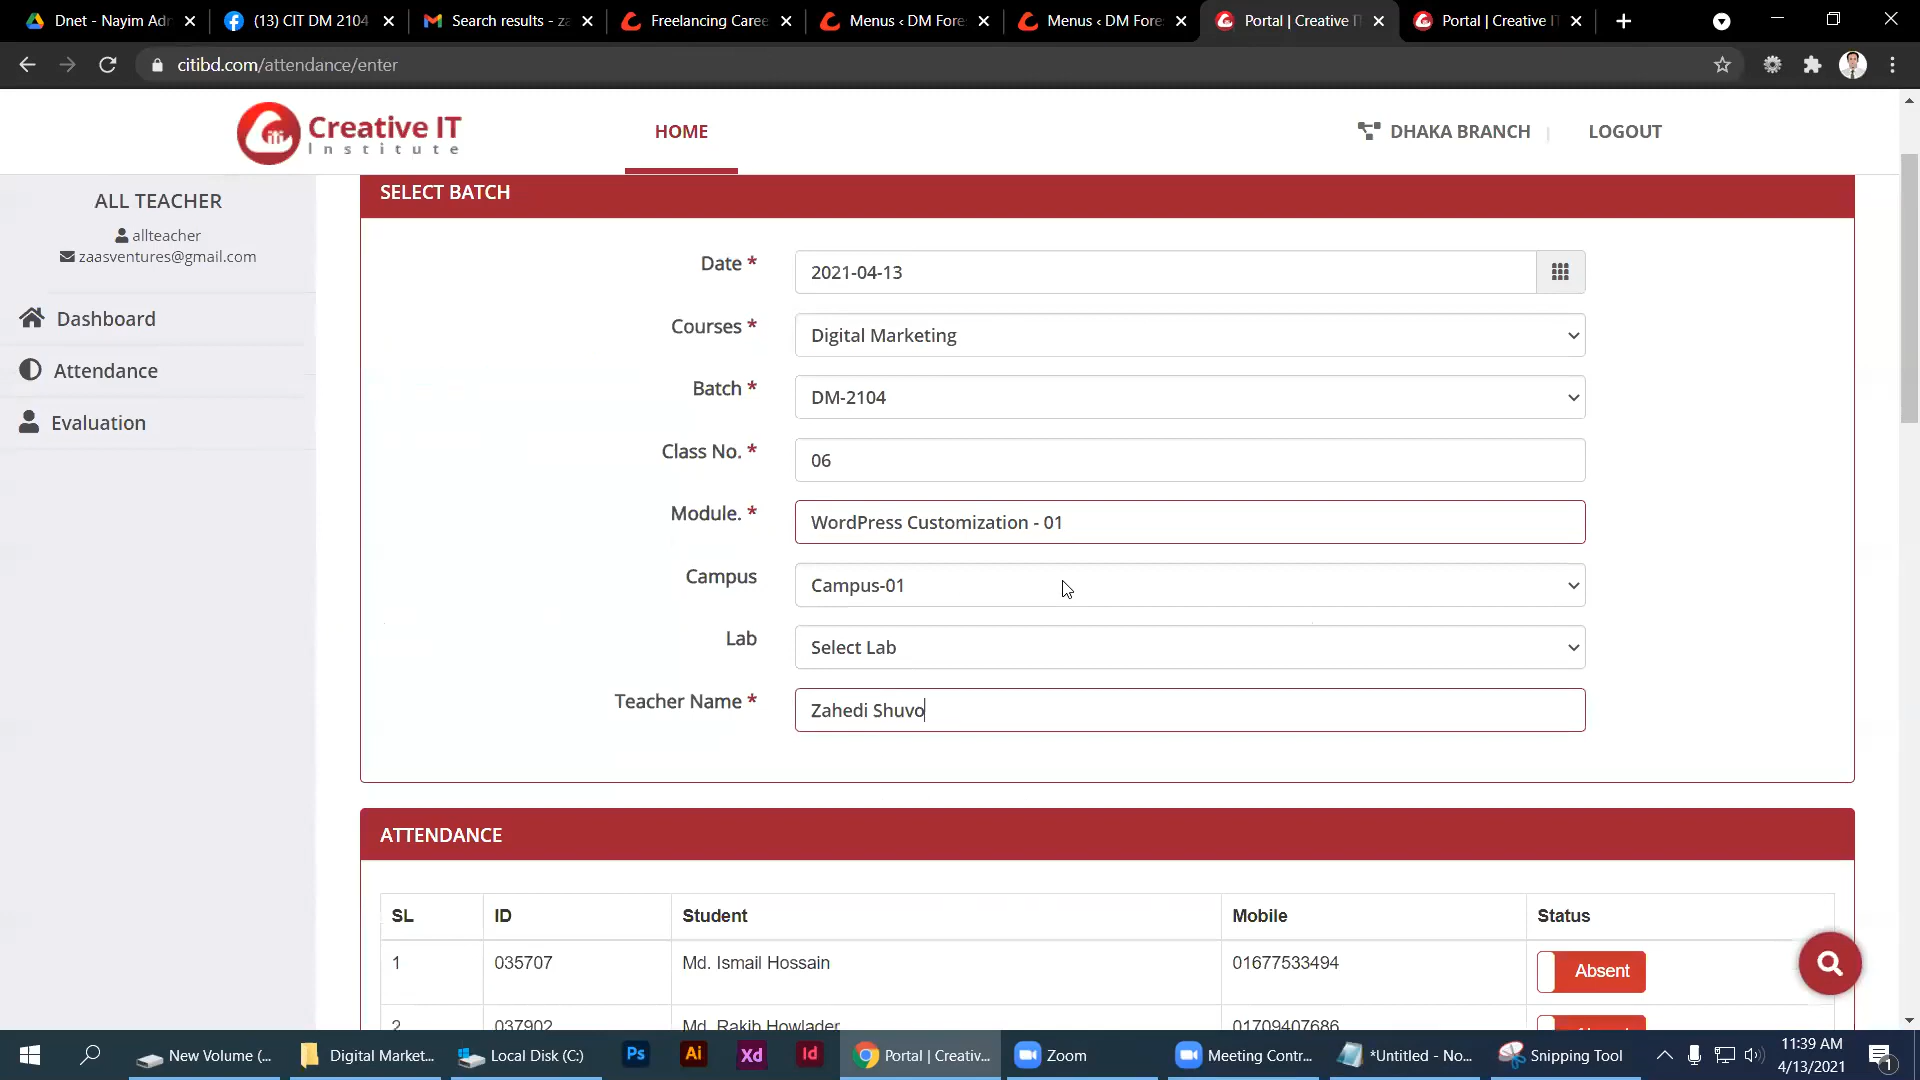 Dnet - Nayim Adn
(13) CIT DM 2104
Search results - za
Freelancing Caree
Menus ‹ DM Fore
Menus ‹ DM Fore
Portal | Creative IT
Portal | Creative IT
citibd.com/attendance/enter
Creative IT
Institute
HOME
DHAKA BRANCH
LOGOUT
ALL TEACHER
allteacher
zaasventures@gmail.com
Dashboard
Attendance
Evaluation
SELECT BATCH
Date *
2021-04-13
Courses *
Digital Marketing
Batch *
DM-2104
Class No. *
06
Module. *
WordPress Customization - 01
Campus
Campus-01
Lab
Select Lab
Teacher Name *
Zahedi Shuvo
ATTENDANCE
SL ID Student Mobile Status
1 035707 Md. Ismail Hossain 01677533494 Absent
2 037902 Md. Rakib Howlader 01709407686
New Volume (...
Digital Market...
Local Disk (C:)
Ps
Ai
Xd
Id
Portal | Creativ...
Zoom
Meeting Contr...
*Untitled - No...
Snipping Tool
11:39 AM
4/13/2021
1